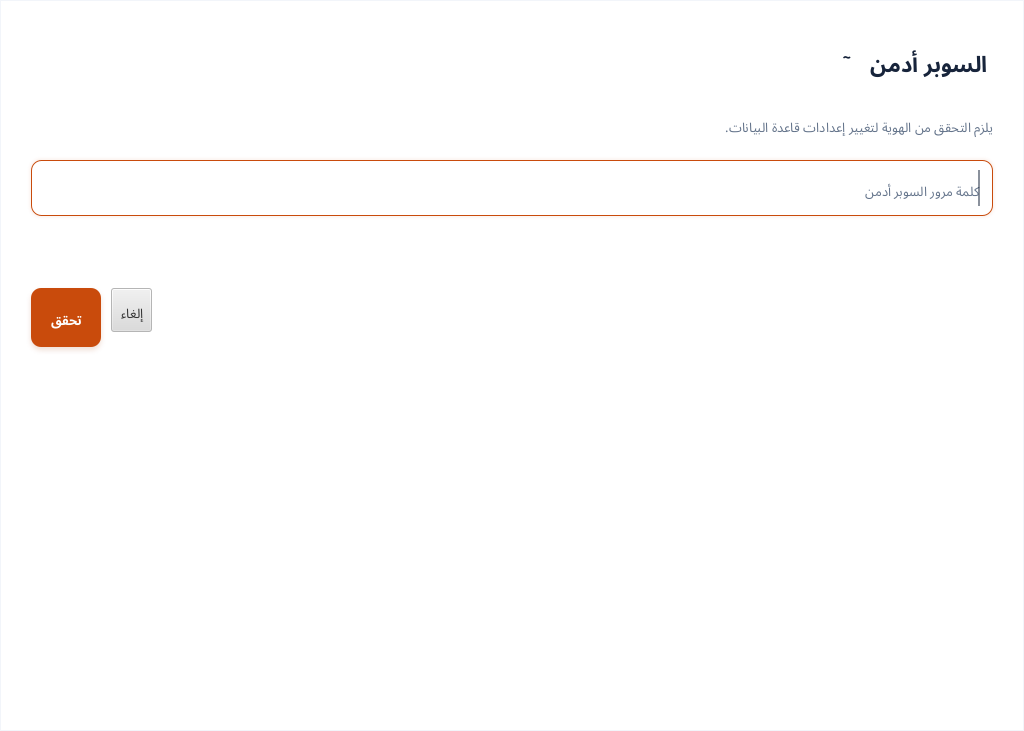 السوبر أدمن ~
يلزم التحقق من الهوية لتغيير إعدادات قاعدة البيانات.
كلمة مرور السوبر أدمن
إلغاء
تحقق